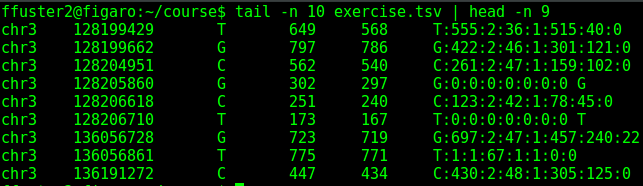 ffuster2@figaro:~/course$ tail -n 10 exercise.tsv | head -n 9
chr3 128199429 T 649 568 T:555:2:36:1:515:40:0
chr3 128199662 G 797 786 G:422:2:46:1:301:121:0
chr3 128204951 C 562 540 C:261:2:47:1:159:102:0
chr3 128205860 G 302 297 G:0:0:0:0:0:0:0 G
chr3 128206618 C 251 240 C:123:2:42:1:78:45:0
chr3 128206710 T 173 167 T:0:0:0:0:0:0:0 T
chr3 136056728 G 723 719 G:697:2:47:1:457:240:22
chr3 136056861 T 775 771 T:1:1:67:1:1:0:0
chr3 136191272 C 447 434 C:430:2:48:1:305:125:0